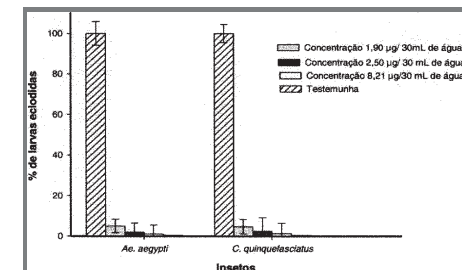 Concentração 1,90 µg/ 30mL de água
Concentração 2,50 µg/ 30 mL de água
Concentração 8,21 µg/30 mL de água
Testemunha
% de larvas eclodidas
100
80
60
40
20
0
Ae. aegypti
C. quinquefasciatus
Insetos